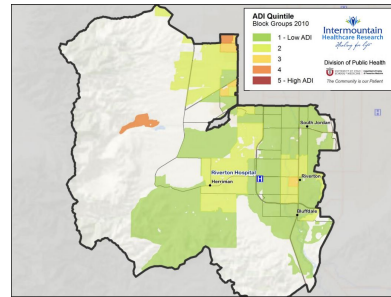 ADI Quintile
Block Groups 2010
1 - Low ADI
2
3
4
5 - High ADI
Intermountain
Healthcare Research
Healing for life
Division of Public Health
The Community is our Patient
South Jordan
Riverton Hospital
H
Herriman
Riverton
Bluffdale